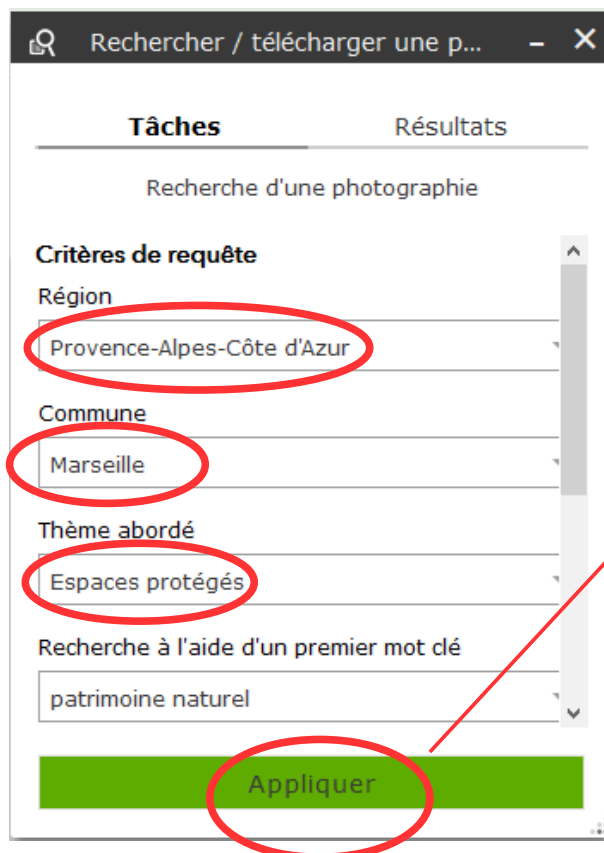 Rechercher / télécharger une p...
Tâches Résultats
Recherche d'une photographie
Critères de requête
Région
Provence-Alpes-Côte d'Azur
Commune
Marseille
Thème abordé
Espaces protégés
Recherche à l'aide d'un premier mot clé
patrimoine naturel
Appliquer